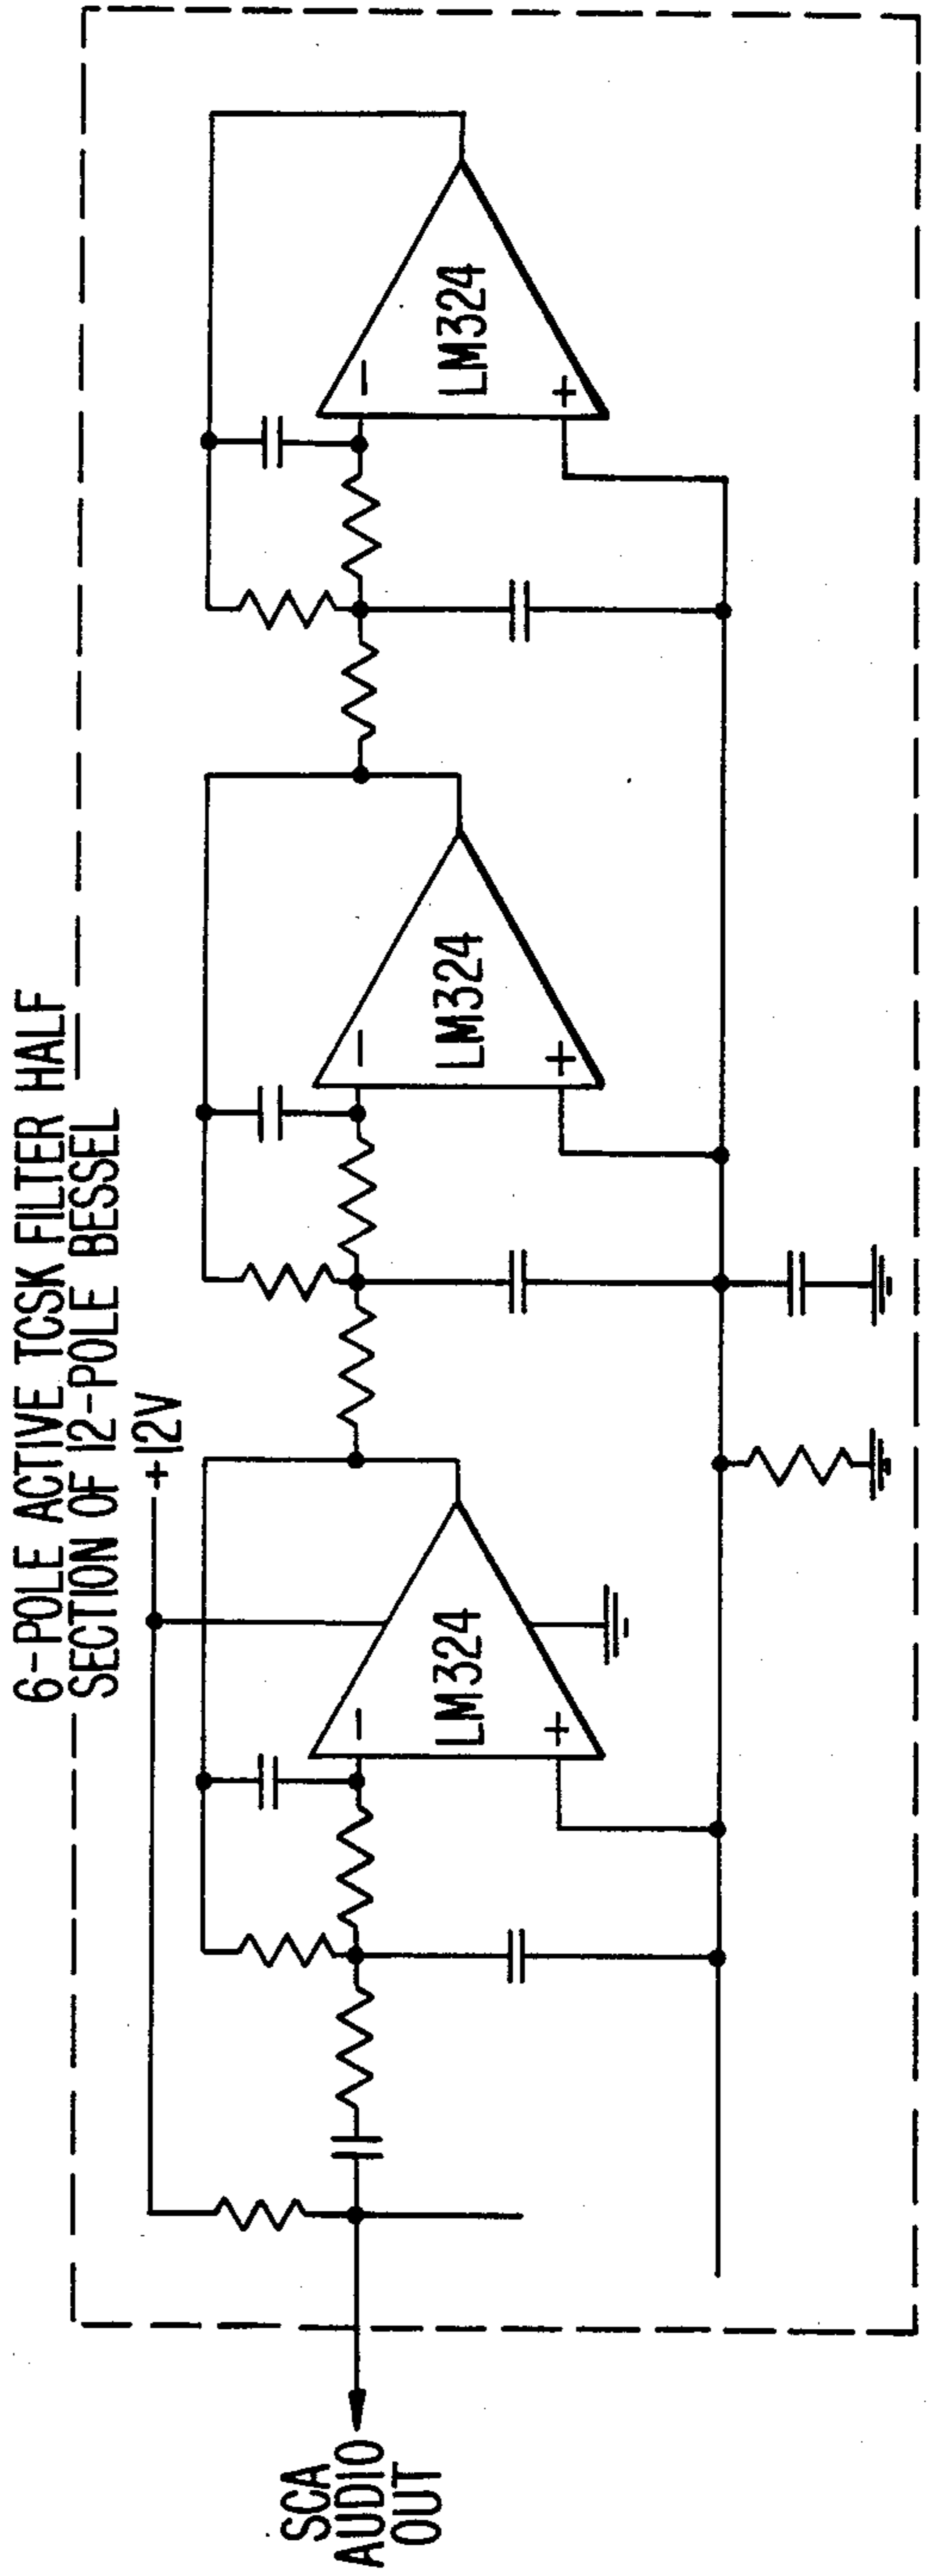 6-POLE ACTIVE TCSK FILTER HALF
SECTION OF 12-POLE BESSEL
+12V
LM324
LM324
LM324
SCA
AUDIO
OUT